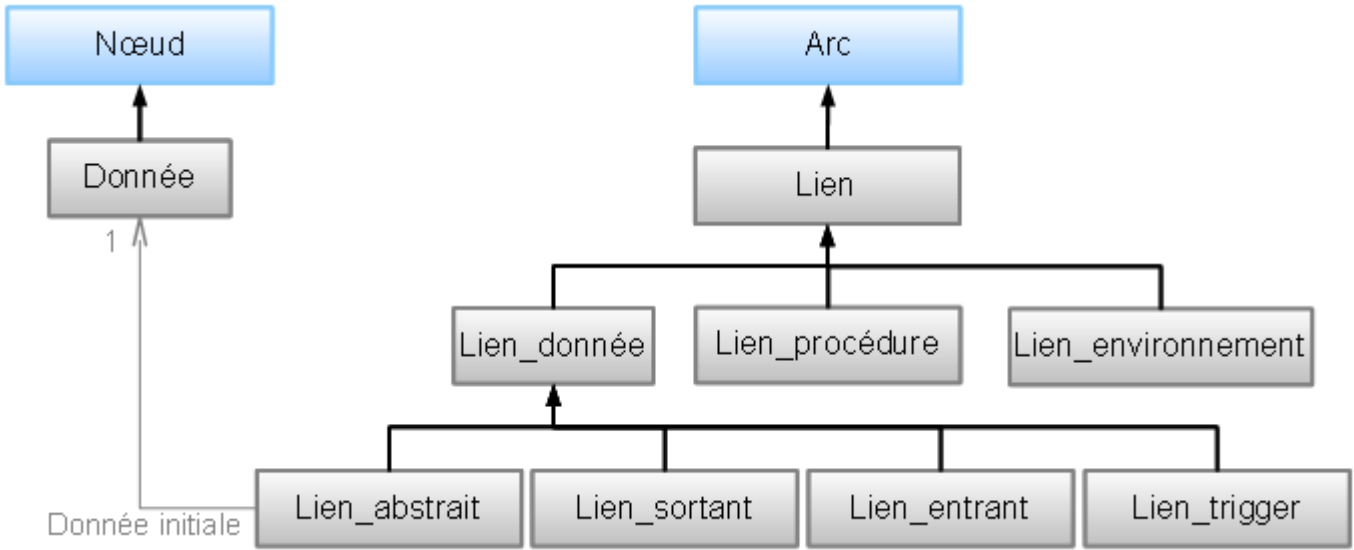 Nœud
Arc
Donnée
Lien
1
Lien_donnée
Lien_procédure
Lien_environnement
Donnée initiale
Lien_abstrait
Lien_sortant
Lien_entrant
Lien_trigger